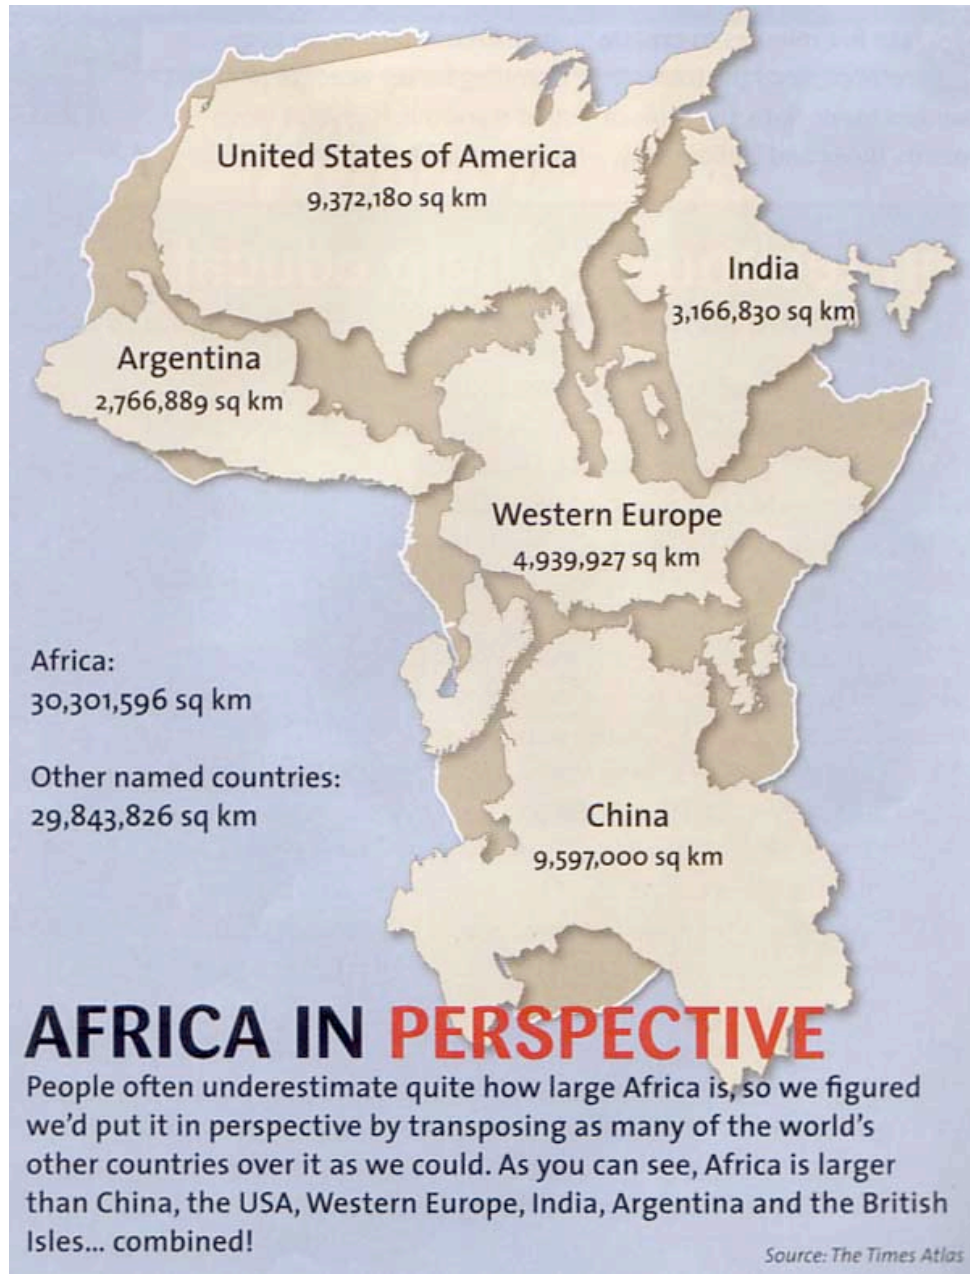 United States of America
9,372,180 sq km
India
3,166,830 sq km
Argentina
2,766,889 sq km
Western Europe
4,939,927 sq km
Africa:
30,301,596 sq km
Other named countries:
29,843,826 sq km
China
9,597,000 sq km
AFRICA IN PERSPECTIVE
People often underestimate quite how large Africa is, so we figured
we'd put it in perspective by transposing as many of the world's
other countries over it as we could. As you can see, Africa is larger
than China, the USA, Western Europe, India, Argentina and the British
Isles... combined!
Source: The Times Atlas